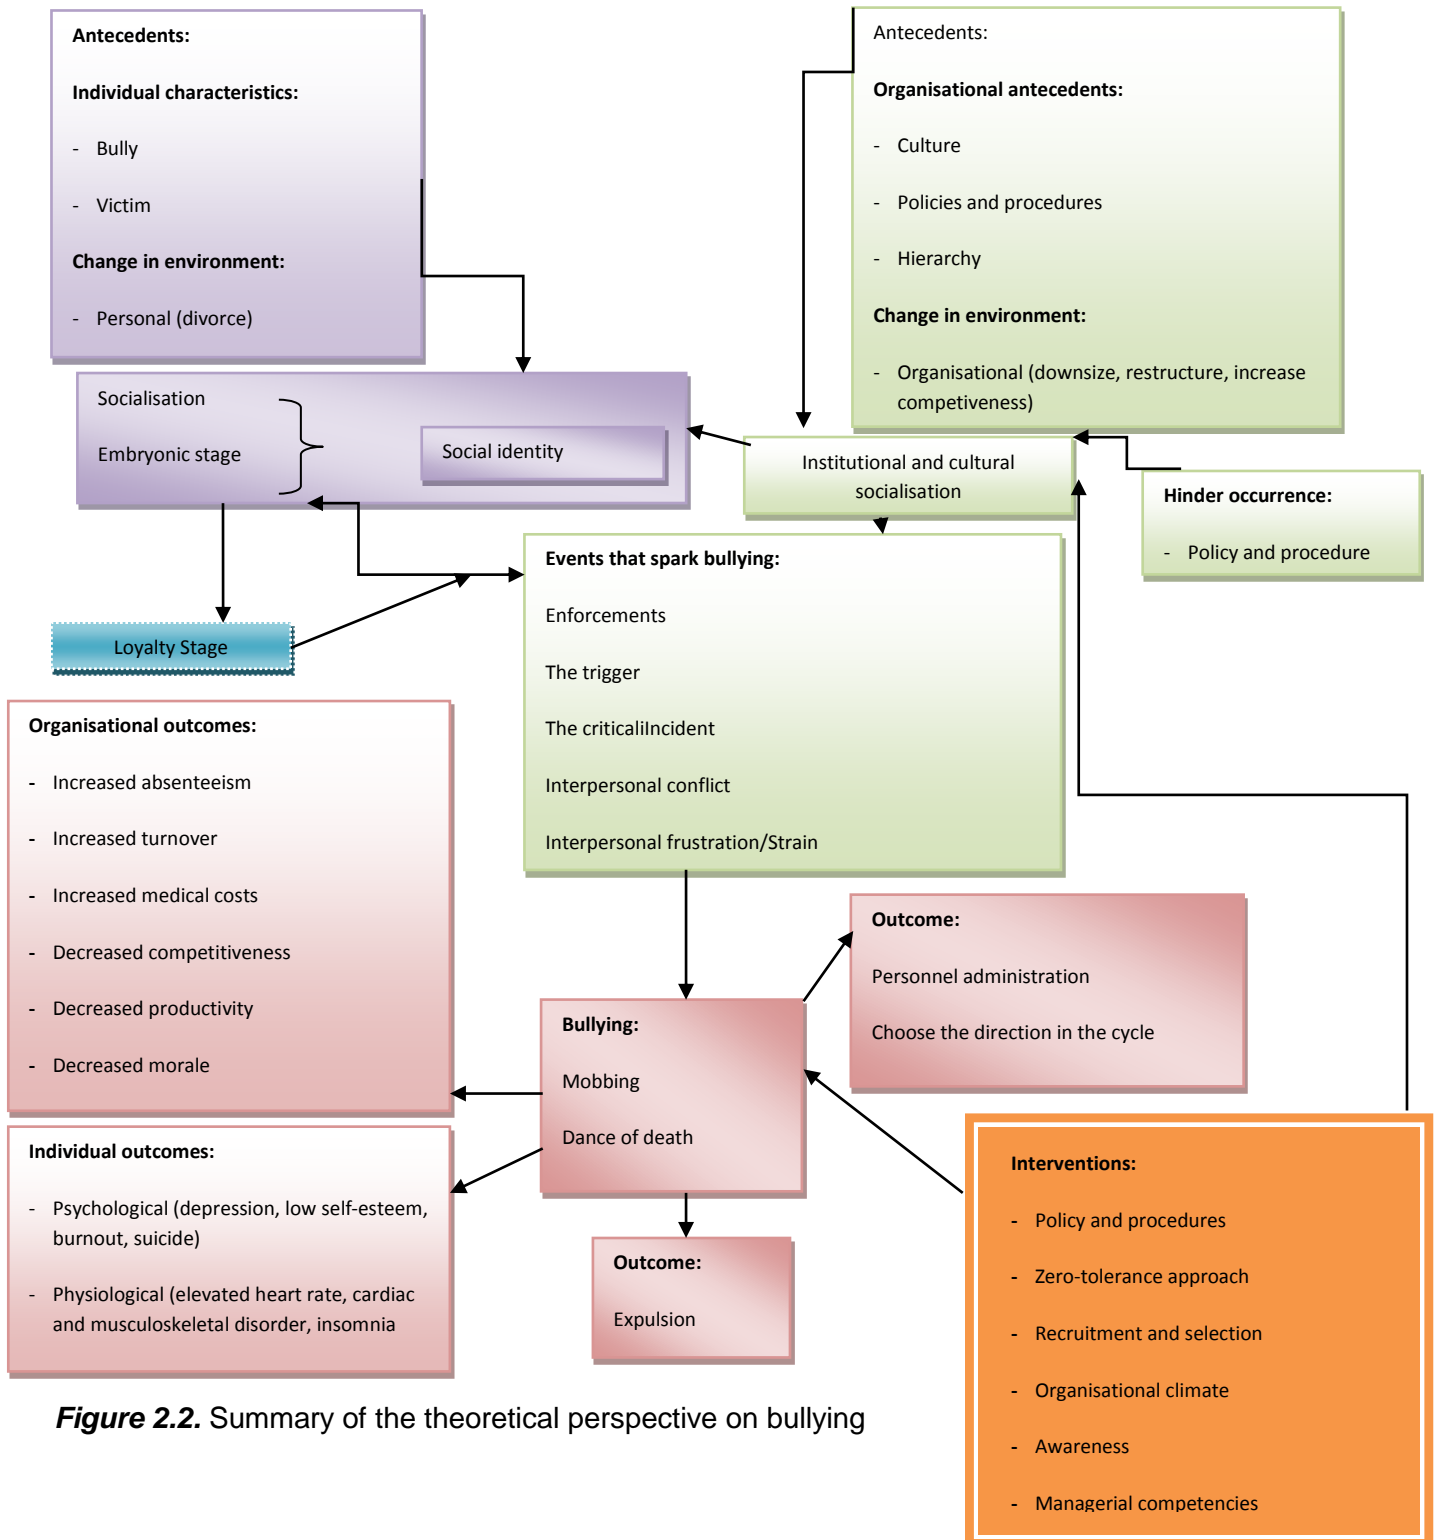 Antecedents:
Individual characteristics:
- Bully
- Victim
Change in environment:
- Personal (divorce)
Antecedents:
Organisational antecedents:
- Culture
- Policies and procedures
- Hierarchy
Change in environment:
- Organisational (downsize, restructure, increase
competiveness)
Socialisation
Embryonic stage
Social identity
Institutional and cultural
socialisation
Hinder occurrence:
- Policy and procedure
Loyalty Stage
Events that spark bullying:
Enforcements
The trigger
The criticaliIncident
Interpersonal conflict
Interpersonal frustration/Strain
Organisational outcomes:
- Increased absenteeism
- Increased turnover
- Increased medical costs
- Decreased competitiveness
- Decreased productivity
- Decreased morale
Outcome:
Personnel administration
Choose the direction in the cycle
Bullying:
Mobbing
Dance of death
Individual outcomes:
- Psychological (depression, low self-esteem,
burnout, suicide)
- Physiological (elevated heart rate, cardiac
and musculoskeletal disorder, insomnia
Outcome:
Expulsion
Interventions:
- Policy and procedures
- Zero-tolerance approach
- Recruitment and selection
- Organisational climate
- Awareness
- Managerial competencies
Figure 2.2. Summary of the theoretical perspective on bullying